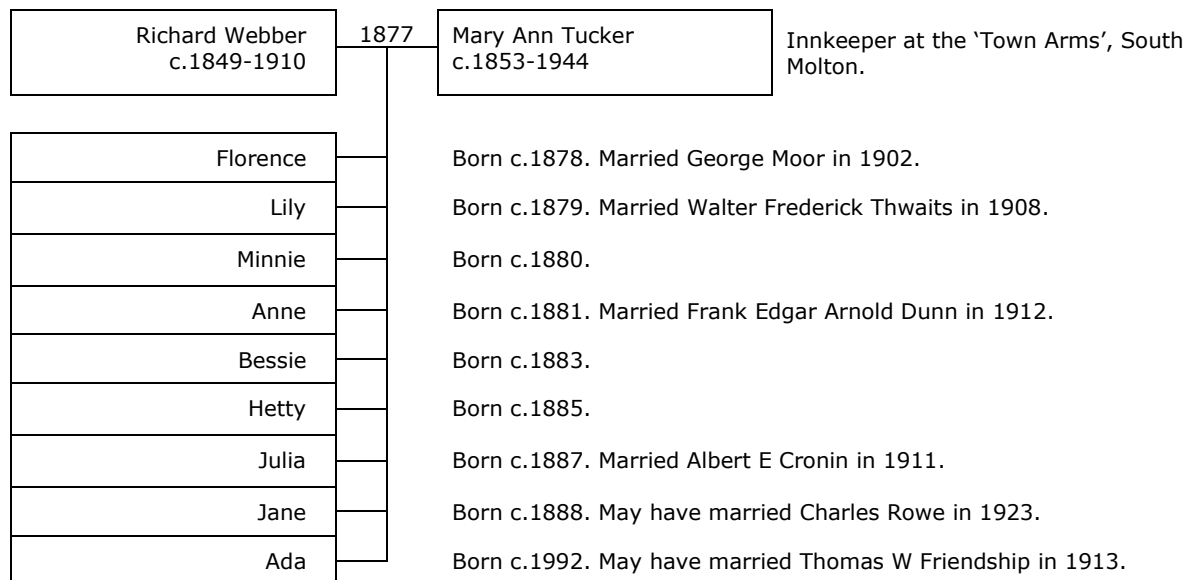 Richard Webber
c.1849-1910
1877
Mary Ann Tucker
c.1853-1944
Innkeeper at the ‘Town Arms’, South
Molton.
Florence
Born c.1878. Married George Moor in 1902.
Lily
Born c.1879. Married Walter Frederick Thwaits in 1908.
Minnie
Born c.1880.
Anne
Born c.1881. Married Frank Edgar Arnold Dunn in 1912.
Bessie
Born c.1883.
Hetty
Born c.1885.
Julia
Born c.1887. Married Albert E Cronin in 1911.
Jane
Born c.1888. May have married Charles Rowe in 1923.
Ada
Born c.1992. May have married Thomas W Friendship in 1913.